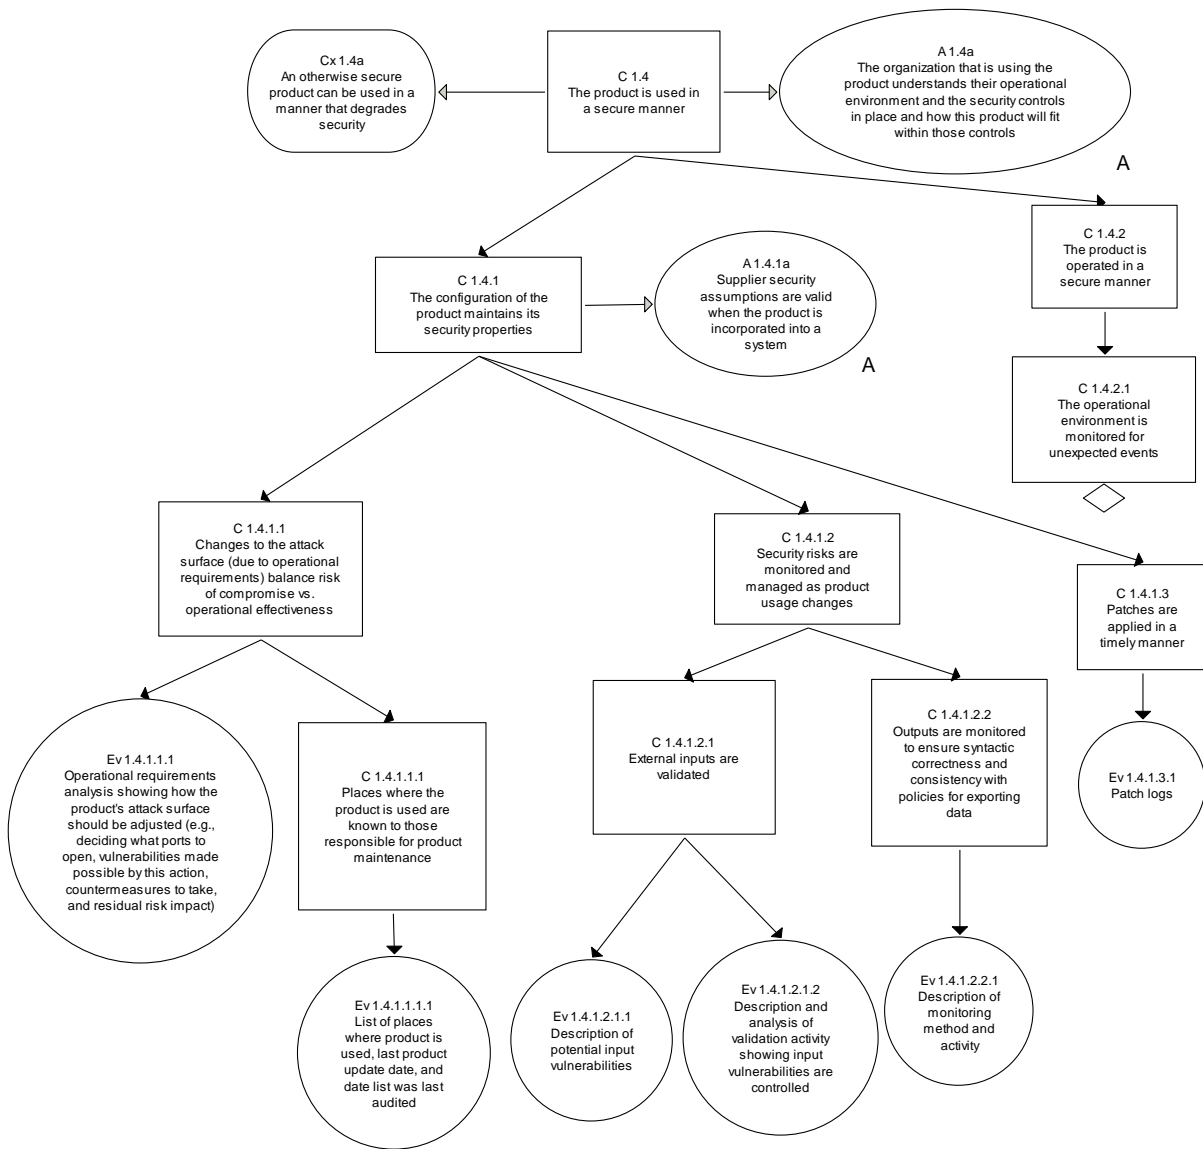 Cx 1.4a
An otherwise secure
product can be used in a
manner that degrades
security
C 1.4
The product is used in
a secure manner
A 1.4a
The organization that is using the
product understands their operational
environment and the security controls
in place and how this product will fit
within those controls
A
C 1.4.2
The product is
operated in a
secure manner
C 1.4.1
The configuration of the
product maintains its
security properties
A 1.4.1a
Supplier security
assumptions are valid
when the product is
incorporated into a
system
A
C 1.4.2.1
The operational
environment is
monitored for
unexpected events
C 1.4.1.1
Changes to the attack
surface (due to operational
requirements) balance risk
of compromise vs.
operational effectiveness
C 1.4.1.2
Security risks are
monitored and
managed as product
usage changes
C 1.4.1.3
Patches are
applied in a
timely manner
Ev 1.4.1.1.1
Operational requirements
analysis showing how the
product's attack surface
should be adjusted (e.g.,
deciding what ports to
open, vulnerabilities made
possible by this action,
countermeasures to take,
and residual risk impact)
C 1.4.1.1.1
Places where the
product is used are
known to those
responsible for product
maintenance
C 1.4.1.2.1
External inputs are
validated
C 1.4.1.2.2
Outputs are monitored
to ensure syntactic
correctness and
consistency with
policies for exporting
data
Ev 1.4.1.3.1
Patch logs
Ev 1.4.1.1.1.1
List of places
where product is
used, last product
update date, and
date list was last
audited
Ev 1.4.1.2.1.1
Description of
potential input
vulnerabilities
Ev 1.4.1.2.1.2
Description and
analysis of
validation activity
showing input
vulnerabilities are
controlled
Ev 1.4.1.2.2.1
Description of
monitoring
method and
activity